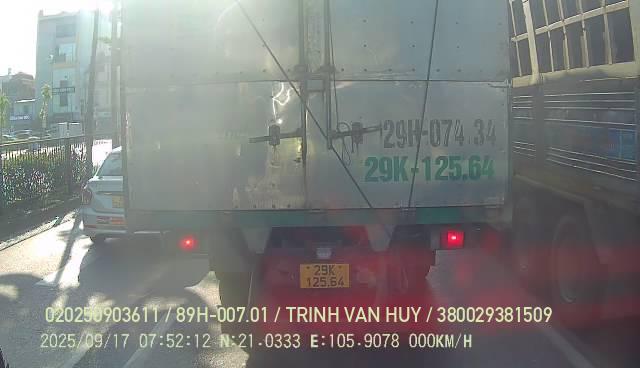 29H-074.34
29K-125.64
29K
125.64
020250903611 / 89H-007.01 / TRINH VAN HUY / 380029381509
2025/09/17 07:52:12 N:21.0333 E:105.9078 000KM/H